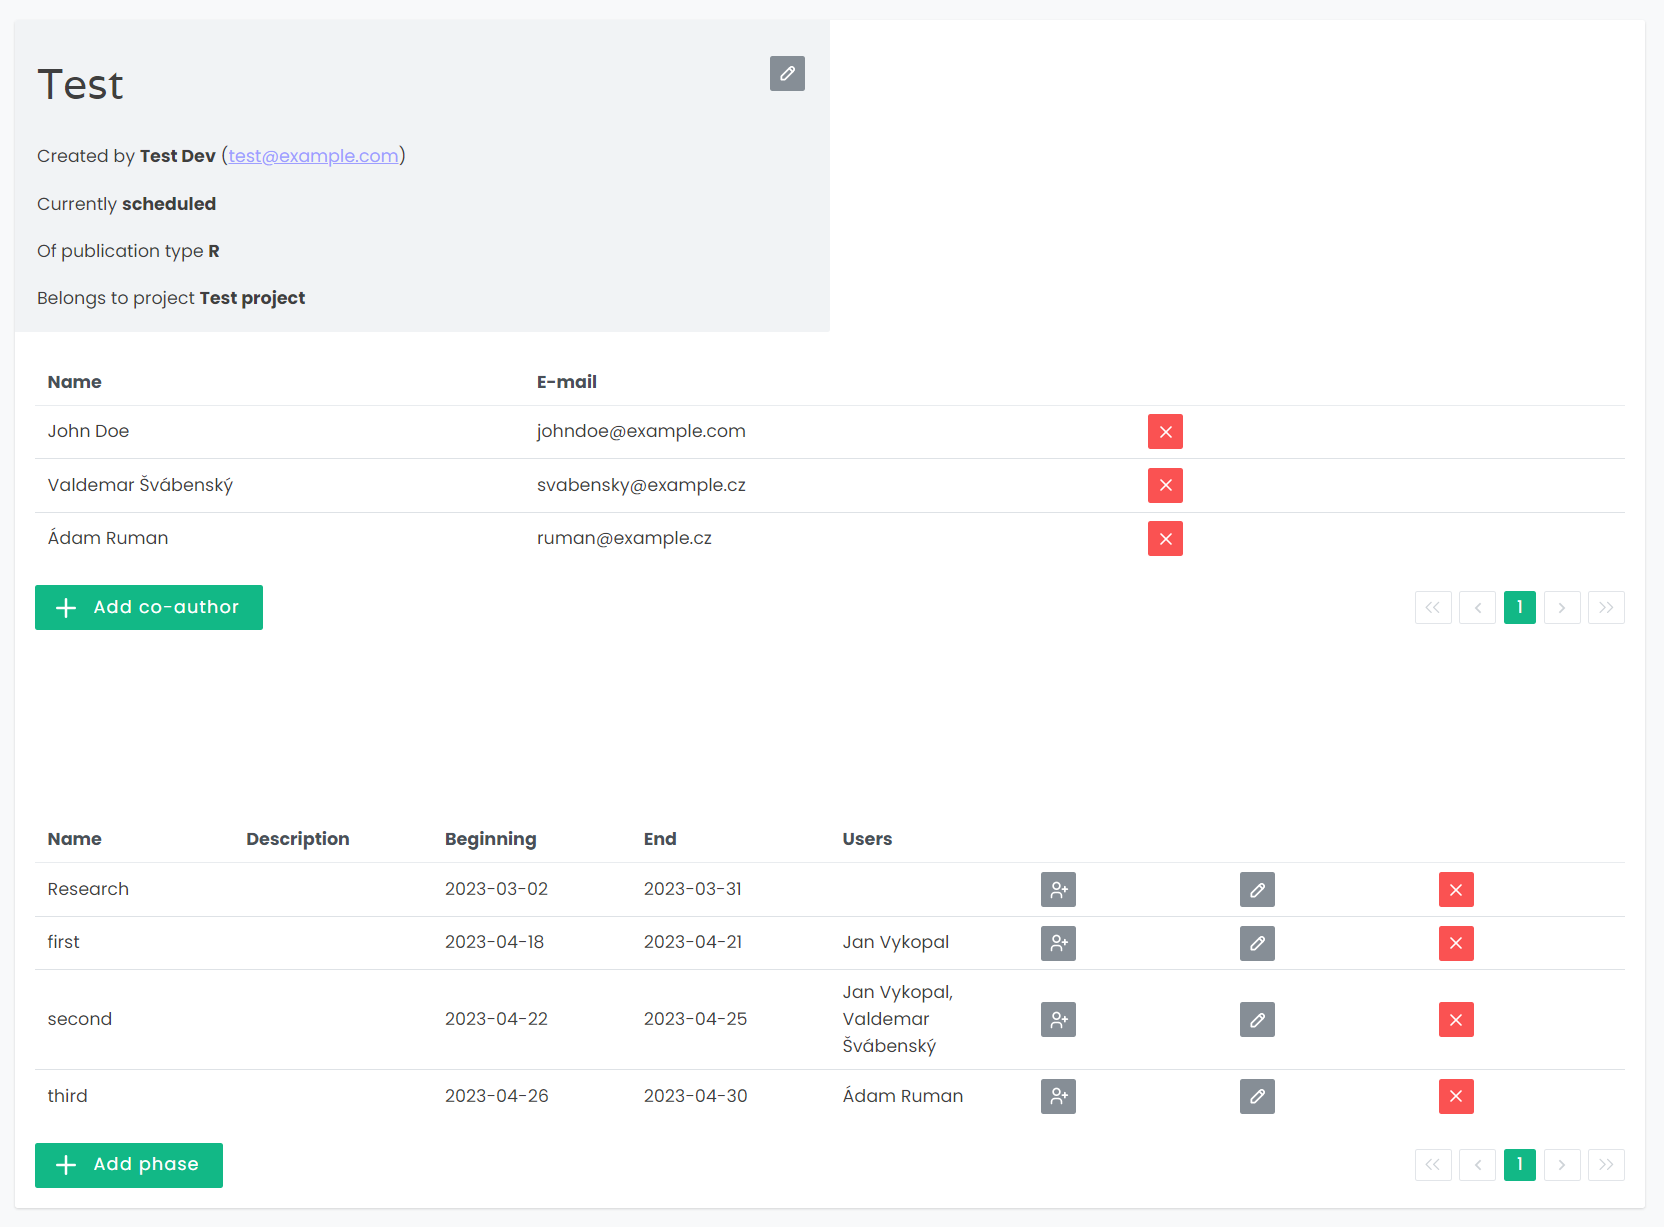 Test
Created by Test Dev (test@example.com)
Currently scheduled
Of publication type R
Belongs to project Test project
Name E-mail
John Doe johndoe@example.com
Valdemar Švábenský svabensky@example.cz
Ádam Ruman ruman@example.cz
Add co-author 1
Name Description Beginning End Users
Research 2023-03-02 2023-03-31
first 2023-04-18 2023-04-21 Jan Vykopal
second 2023-04-22 2023-04-25 Jan Vykopal,
Valdemar
Švábenský
third 2023-04-26 2023-04-30 Ádam Ruman
Add phase 1